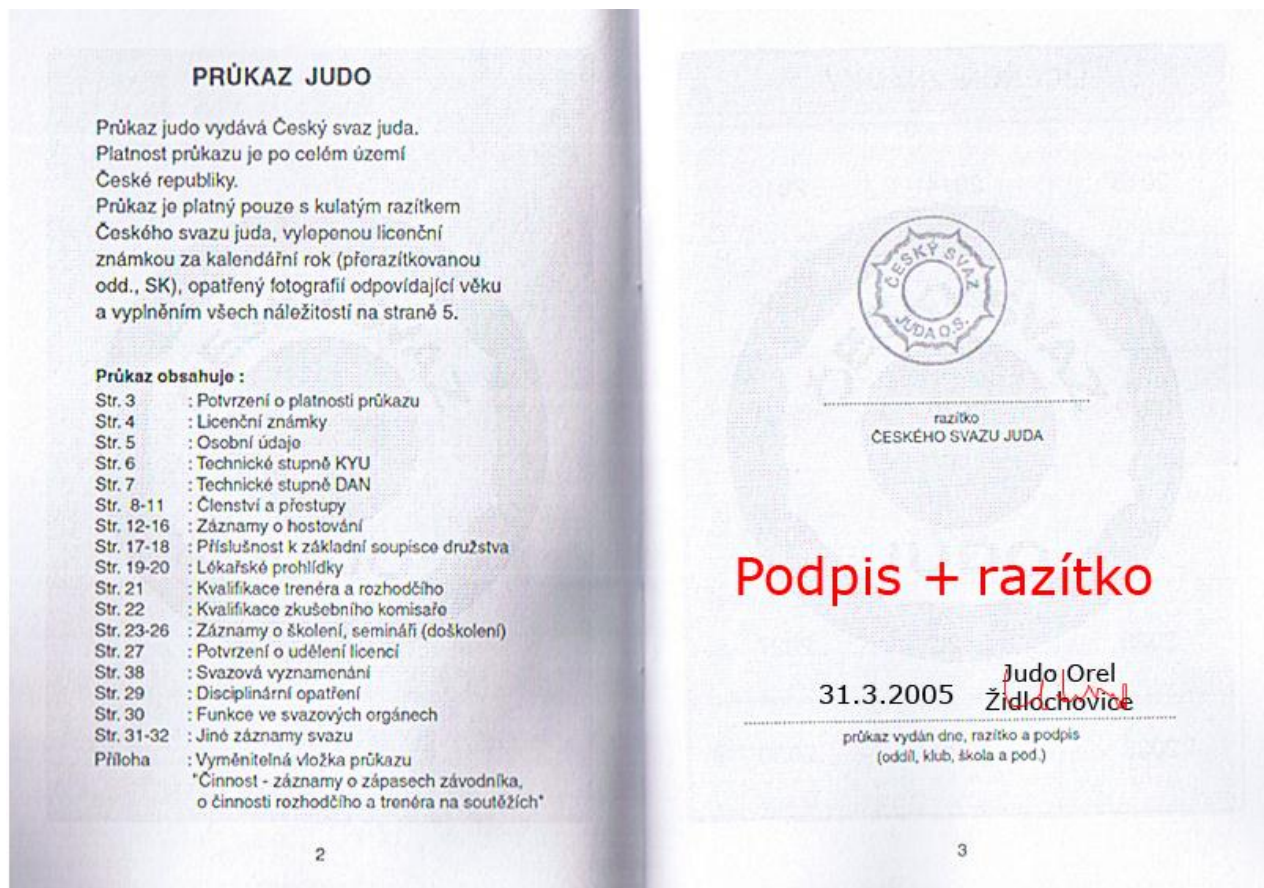 PRŮKAZ JUDO
Průkaz judo vydává Český svaz juda.
Platnost průkazu je po celém území
České republiky.
Průkaz je platný pouze s kulatým razítkem
Českého svazu juda, vylepenou licenční
známkou za kalendářní rok (přerazítkovanou
odd., SK), opatřený fotografií odpovídající věku
a vyplněním všech náležitostí na straně 5.
Průkaz obsahuje :
Str. 3 : Potvrzení o platnosti průkazu
Str. 4 : Licenční známky
Str. 5 : Osobní údaje
Str. 6 : Technické stupně KYU
Str. 7 : Technické stupně DAN
Str. 8-11 : Členství a přestupy
Str. 12-16 : Záznamy o hostování
Str. 17-18 : Příslušnost k základní soupisce družstva
Str. 19-20 : Lékařské prohlídky
Str. 21 : Kvalifikace trenéra a rozhodčího
Str. 22 : Kvalifikace zkušebního komisaře
Str. 23-26 : Záznamy o školení, semináři (doškolení)
Str. 27 : Potvrzení o udělení licencí
Str. 38 : Svazová vyznamenání
Str. 29 : Disciplinární opatření
Str. 30 : Funkce ve svazových orgánech
Str. 31-32 : Jiné záznamy svazu
Příloha : Vyměnitelná vložka průkazu
"Činnost - záznamy o zápasech závodníka,
o činnosti rozhodčího a trenéra na soutěžích"
2
ČESKÝ SVAZ
JUDA O.S.
razítko
ČESKÉHO SVAZU JUDA
Podpis + razítko
31.3.2005 Judo Orel
Židlochovice
průkaz vydán dne, razítko a podpis
(oddíl, klub, škola a pod.)
3